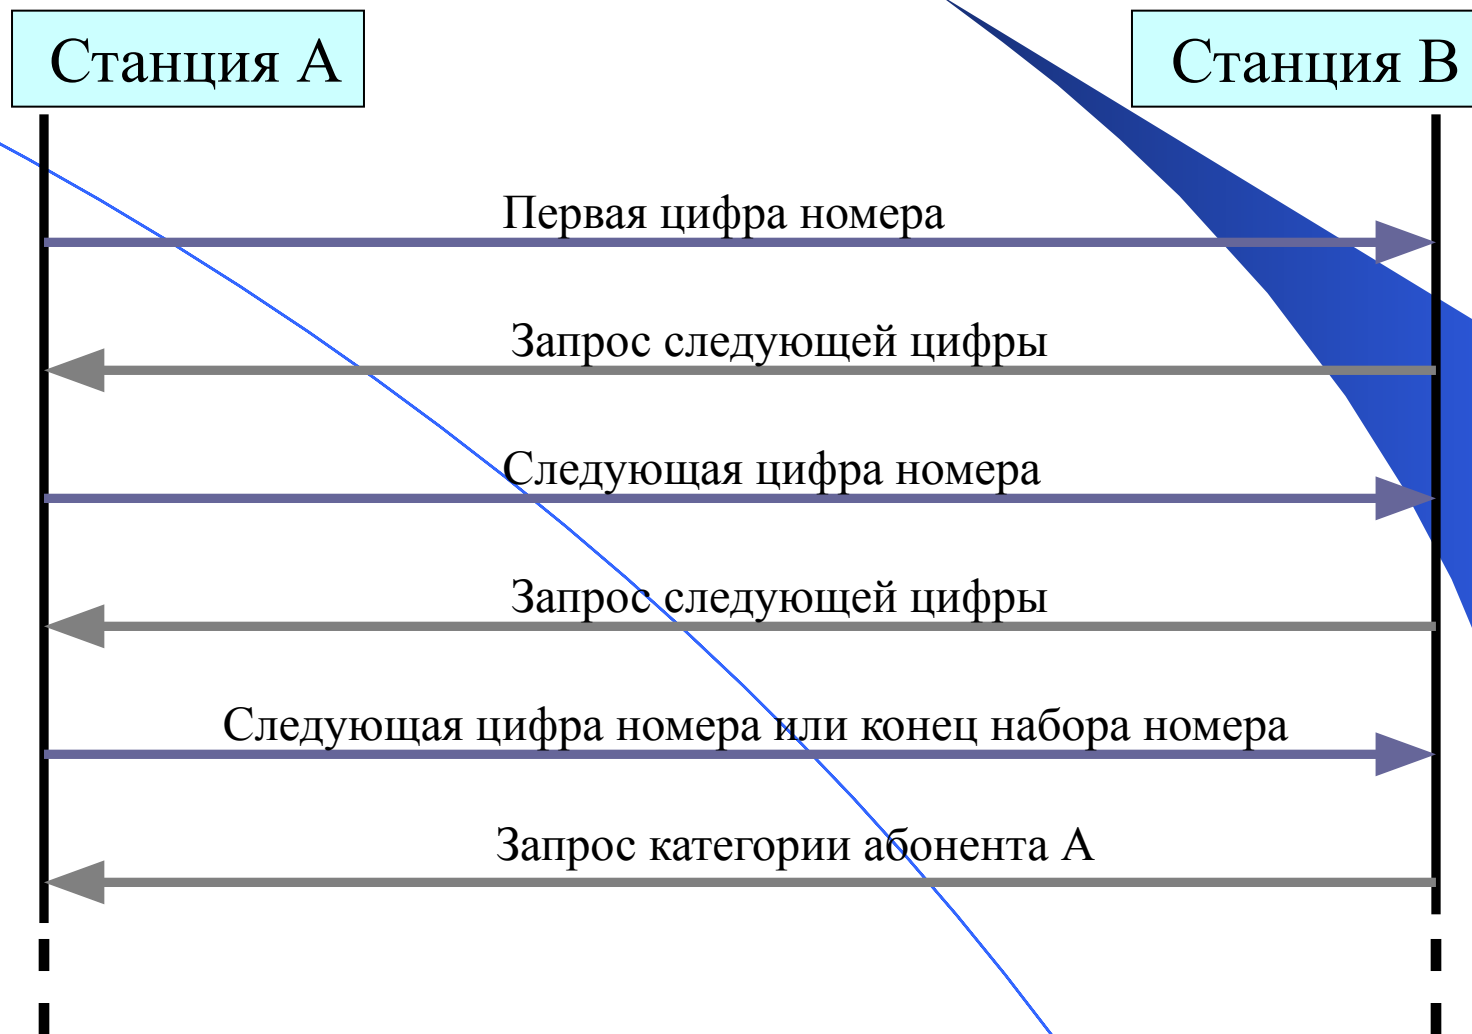 Станция А
Станция В
Первая цифра номера
Запрос следующей цифры
Следующая цифра номера
Запрос следующей цифры
Следующая цифра номера или конец набора номера
Запрос категории абонента А